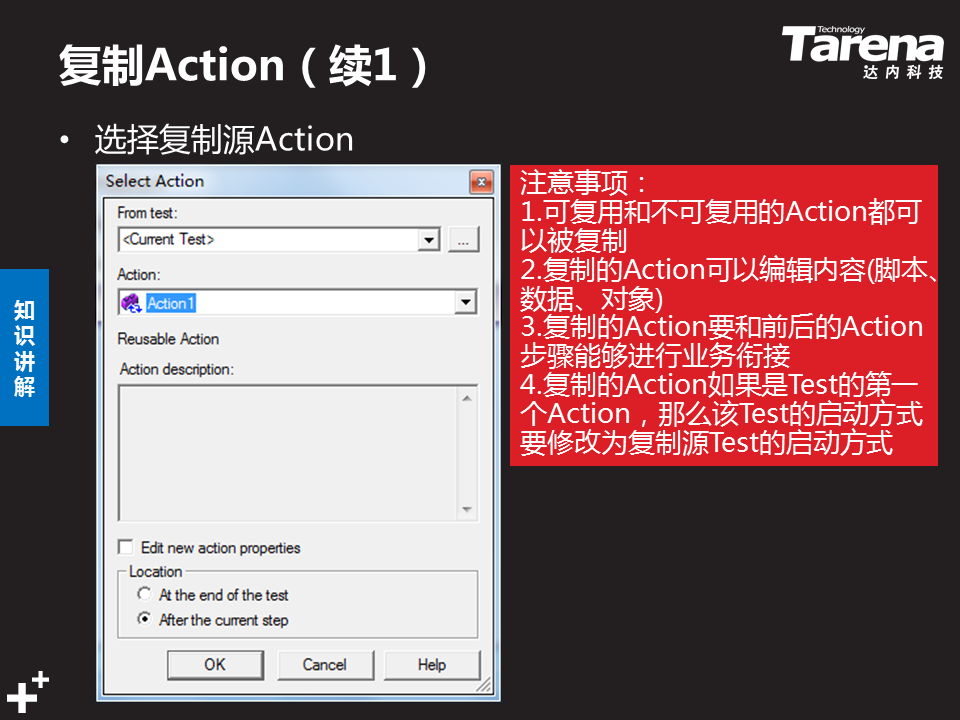 复制Action（续1）
Technology
Tarena
达内科技
• 选择复制源Action
Select Action
From test:
<Current Test>
...
Action:
Action1
Reusable Action
Action description:
Edit new action properties
Location
At the end of the test
After the current step
OK
Cancel
Help
注意事项：
1.可复用和不可复用的Action都可
以被复制
2.复制的Action可以编辑内容(脚本、
数据、对象)
3.复制的Action要和前后的Action
步骤能够进行业务衔接
4.复制的Action如果是Test的第一
个Action，那么该Test的启动方式
要修改为复制源Test的启动方式
知
识
讲
解